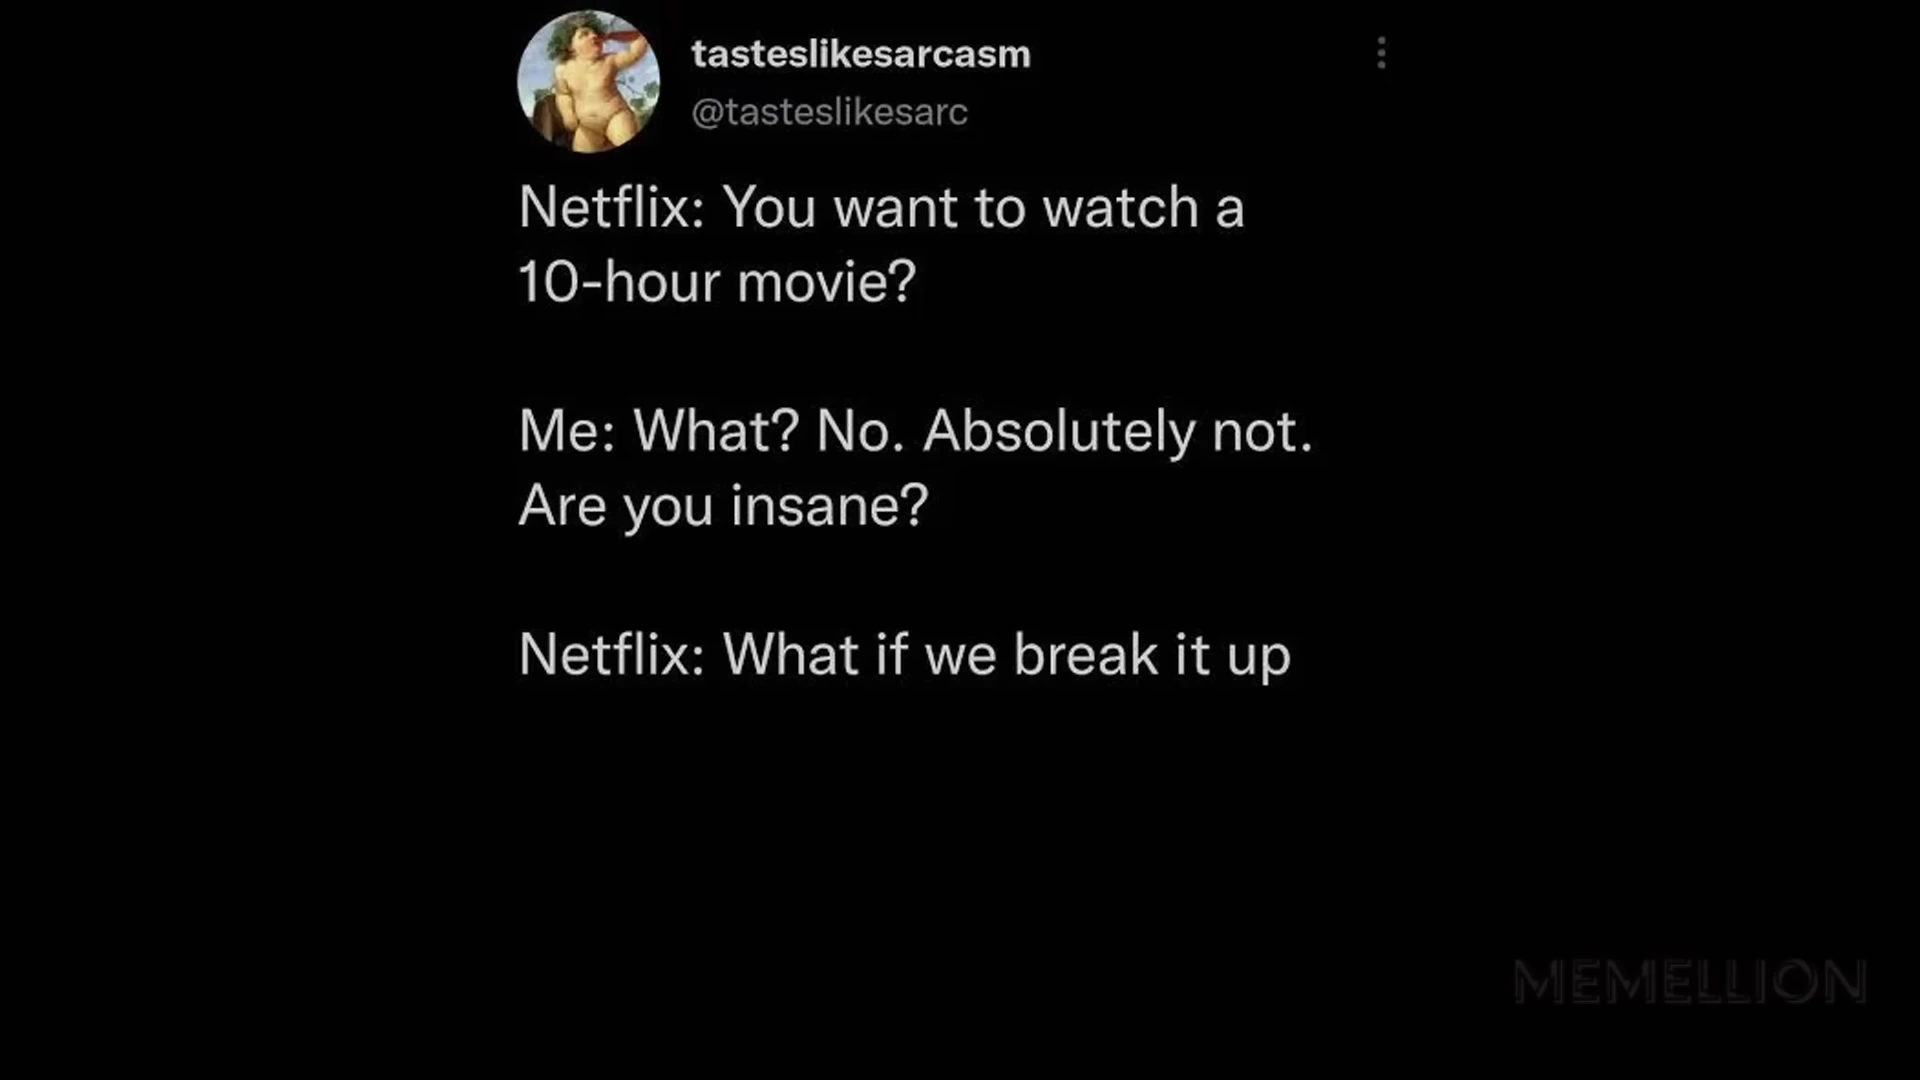 tasteslikesarcasm
@tasteslikesarc
Netflix: You want to watch a
10-hour movie?
Me: What? No. Absolutely not.
Are you insane?
Netflix: What if we break it up
MEMELLION